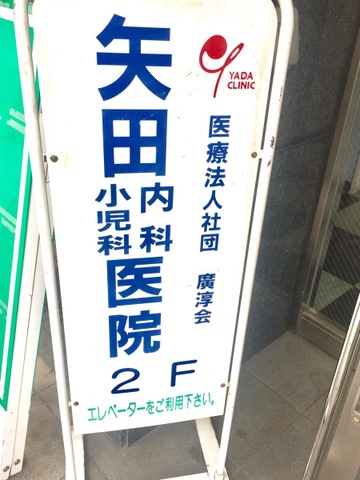 YADA
CLINIC
医療法人社団 廣淳会
矢田
内科
小児科
医院
2F
エレベーターをご利用下さい。